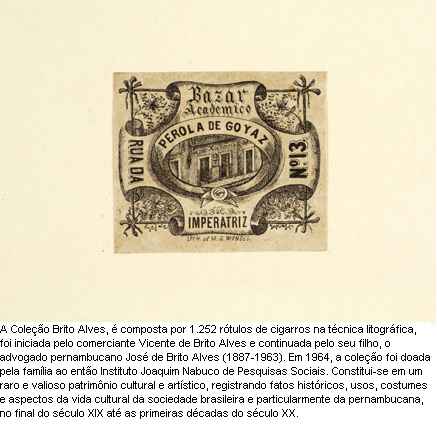 Bazar
Academico
PEROLA DE GOYAZ
RUA DA
Nº 13.
IMPERATRIZ
A Coleção Brito Alves, é composta por 1.252 rótulos de cigarros na técnica litográfica,
foi iniciada pelo comerciante Vicente de Brito Alves e continuada pelo seu filho, o
advogado pernambucano José de Brito Alves (1887-1963). Em 1964, a coleção foi doada
pela família ao então Instituto Joaquim Nabuco de Pesquisas Sociais. Constitui-se em um
raro e valioso patrimônio cultural e artístico, registrando fatos históricos, usos, costumes
e aspectos da vida cultural da sociedade brasileira e particularmente da pernambucana,
no final do século XIX até as primeiras décadas do século XX.